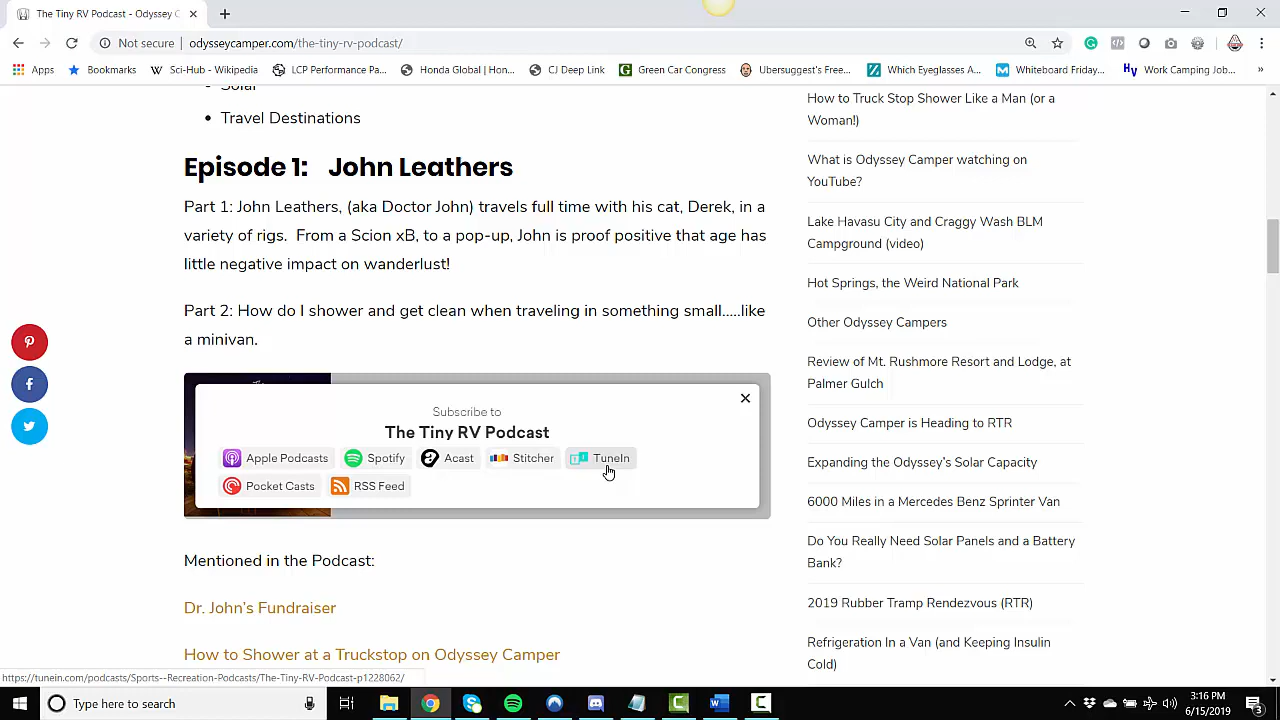 The Tiny RV Podcast - Odyssey C
Not secure | odysseycamper.com/the-tiny-rv-podcast/
Apps Bookmarks Sci-Hub - Wikipedia LCP Performance Pa... Honda Global | Hon... CJ Deep Link Green Car Congress Ubersuggest's Free... Which Eyeglasses A... Whiteboard Friday,... Work Camping Job... »
Solar
Travel Destinations
Episode 1: John Leathers
Part 1: John Leathers, (aka Doctor John) travels full time with his cat, Derek, in a
variety of rigs. From a Scion xB, to a pop-up, John is proof positive that age has
little negative impact on wanderlust!
Part 2: How do I shower and get clean when traveling in something small.....like
a minivan.
Subscribe to
The Tiny RV Podcast
Apple Podcasts Spotify Acast Stitcher TuneIn
Pocket Casts RSS Feed
Mentioned in the Podcast:
Dr. John's Fundraiser
How to Shower at a Truckstop on Odyssey Camper
How to Truck Stop Shower Like a Man (or a
Woman!)
What is Odyssey Camper watching on
YouTube?
Lake Havasu City and Craggy Wash BLM
Campground (video)
Hot Springs, the Weird National Park
Other Odyssey Campers
Review of Mt. Rushmore Resort and Lodge, at
Palmer Gulch
Odyssey Camper is Heading to RTR
Expanding the Odyssey's Solar Capacity
6000 Miles in a Mercedes Benz Sprinter Van
Do You Really Need Solar Panels and a Battery
Bank?
2019 Rubber Tramp Rendezvous (RTR)
Refrigeration In a Van (and Keeping Insulin
Cold)
https://tunein.com/podcasts/Sports--Recreation-Podcasts/The-Tiny-RV-Podcast-p1228062/
Type here to search
3:16 PM
6/15/2019